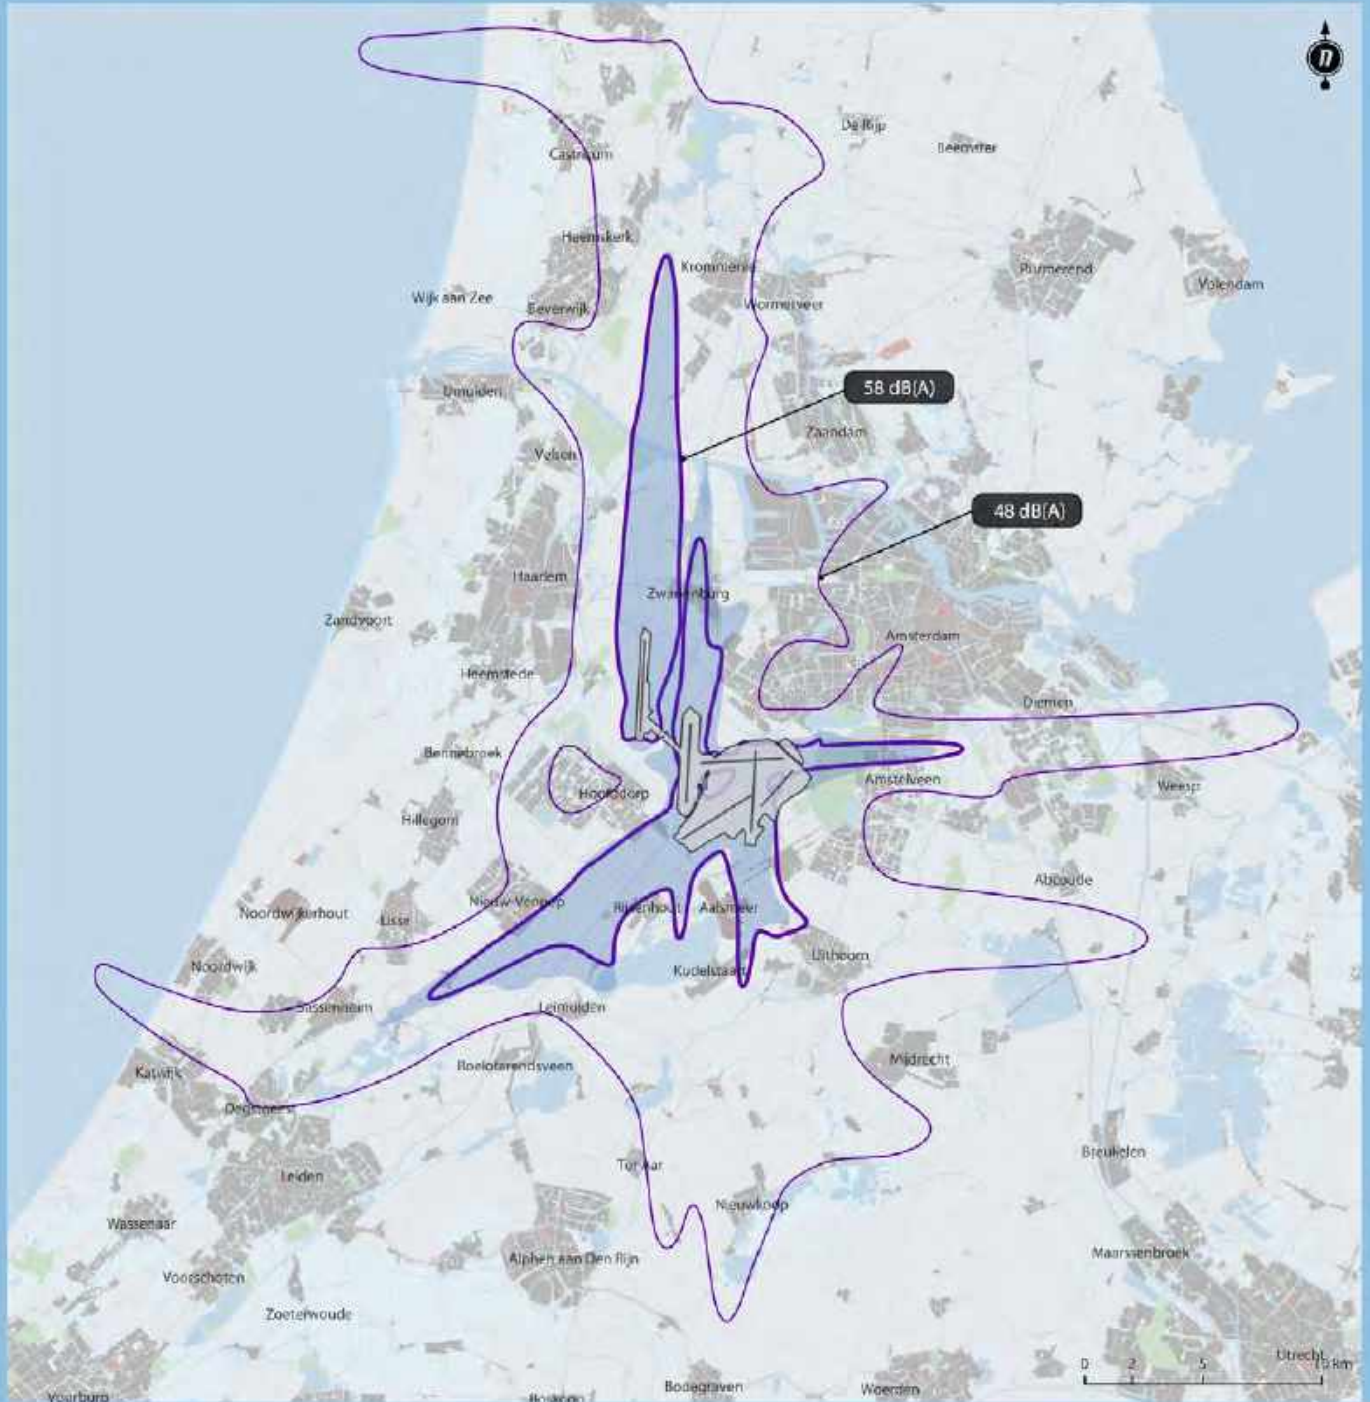 n
De Rijp
Beemster
Castricum
Heemskerk
Krommenie
Purmerend
Volendam
Wijk aan Zee
Beverwijk
Wormerveer
58 dB(A)
IJmuiden
Zaandam
Velsen
48 dB(A)
Haarlem
Zwanenburg
Zandvoort
Amsterdam
Heemstede
Diemen
Bennebroek
Amstelveen
Weesp
Hoofddorp
Hillegom
Abcoude
Nieuw-Vennep
Rijsenhout
Aalsmeer
Noordwijkerhout
Lisse
Uithoorn
Noordwijk
Kudelstaart
Sassenheim
Leimuiden
Mijdrecht
Roelofarendsveen
Katwijk
Oegstgeest
Breukelen
Ter Aar
Leiden
Nieuwkoop
Wassenaar
Maarssenbroek
Alphen aan Den Rijn
Voorschoten
Zoeterwoude
Utrecht
0 2 5 10 km
Bodegraven
Woerden
Voorburg
Boskoop